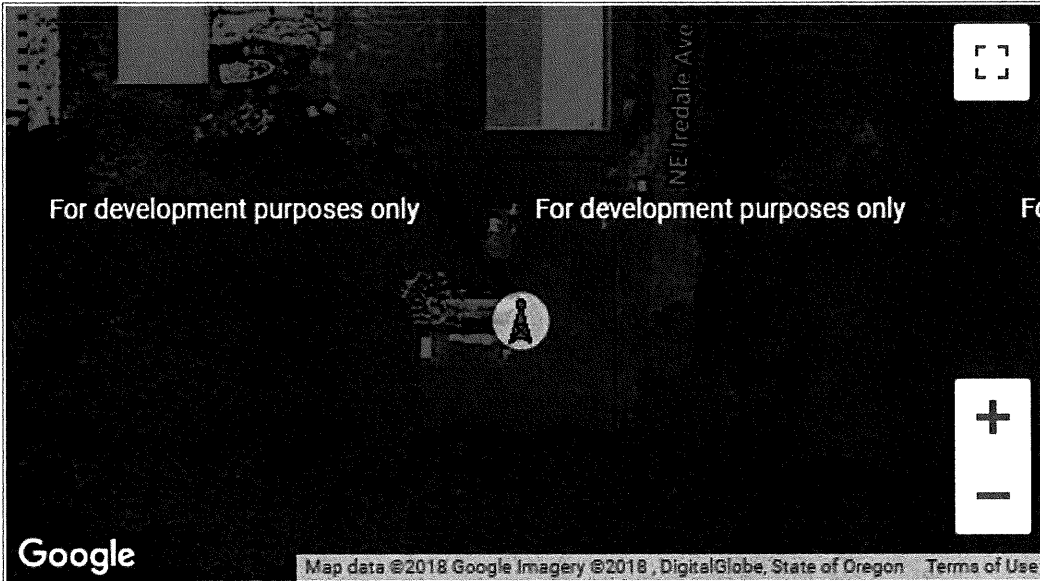 NE Iredale Ave
For development purposes only
For development purposes only
Fo
Google
Map data ©2018 Google Imagery ©2018 , DigitalGlobe, State of Oregon
Terms of Use